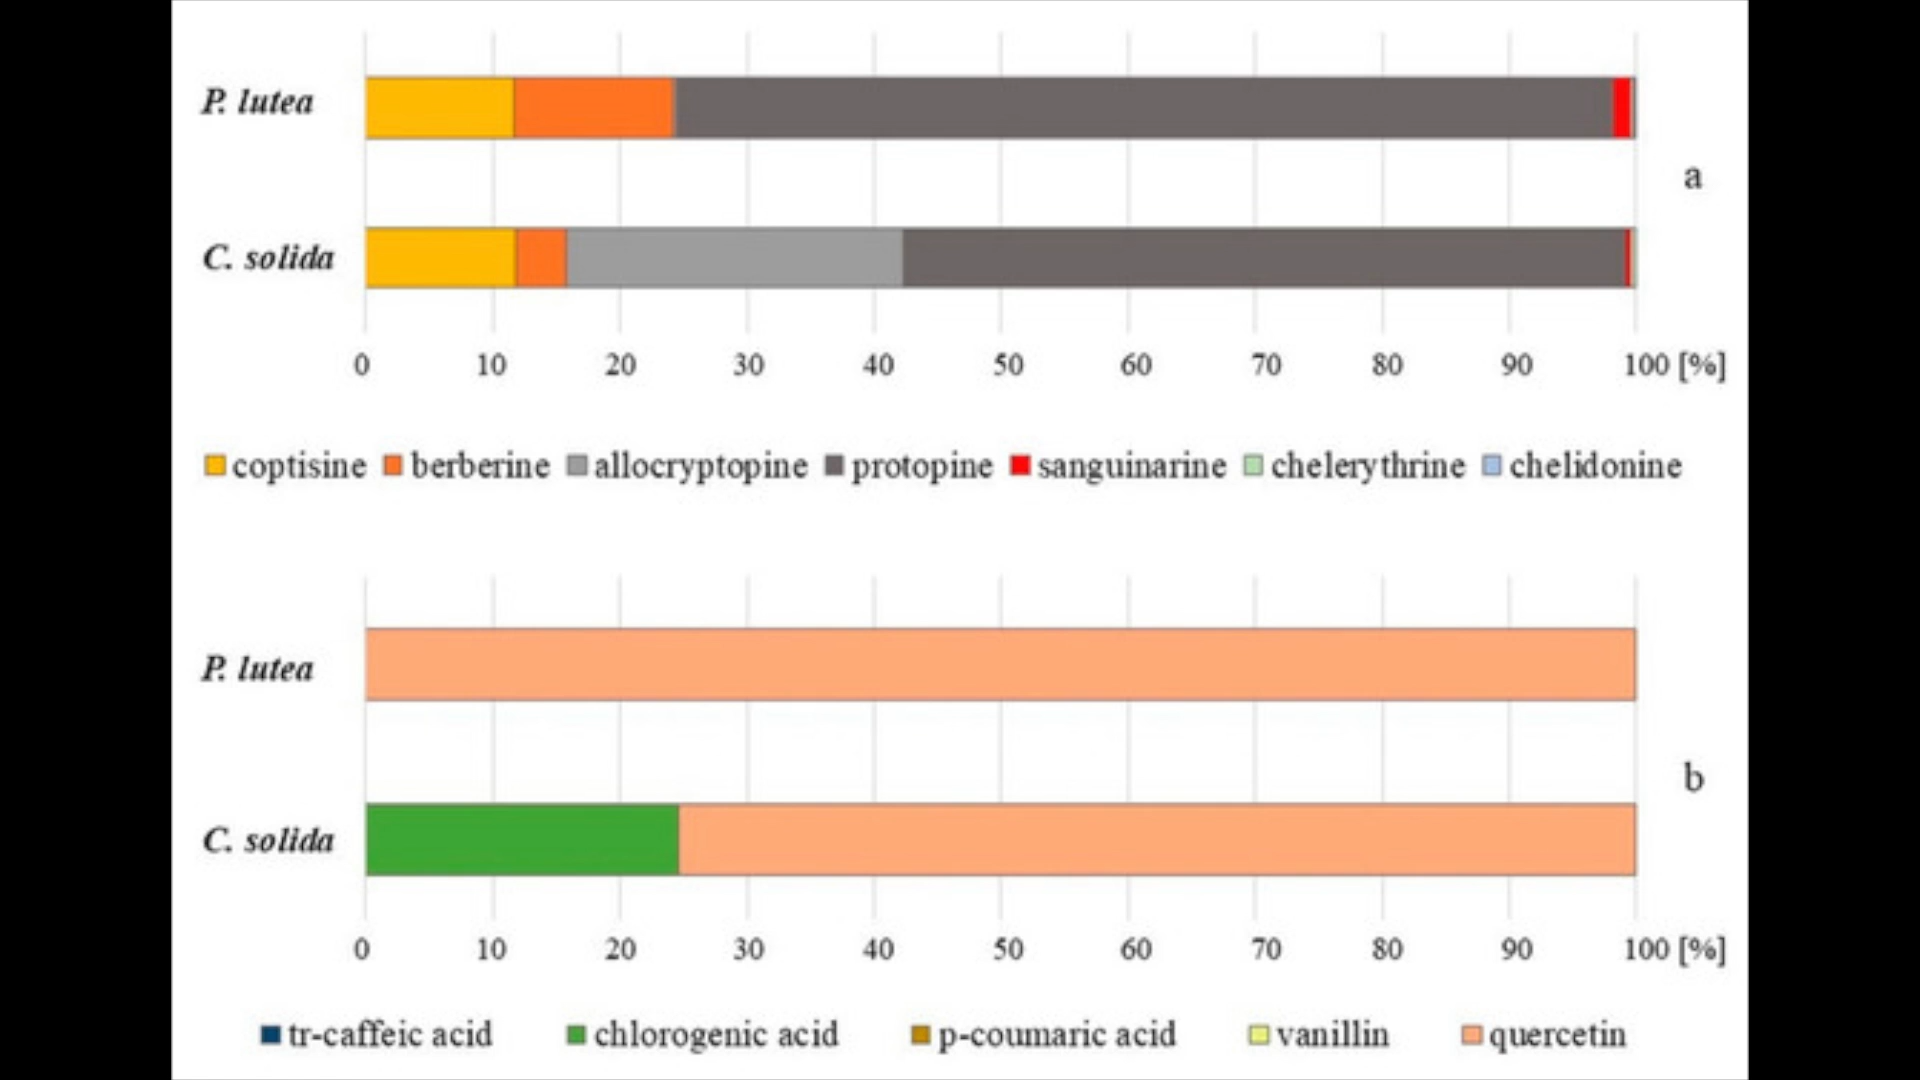 P. lutea
a
C. solida
0 10 20 30 40 50 60 70 80 90 100 [%]
coptisine berberine allocryptopine protopine sanguinarine chelerythrine chelidonine
P. lutea
b
C. solida
0 10 20 30 40 50 60 70 80 90 100 [%]
tr-caffeic acid chlorogenic acid p-coumaric acid vanillin quercetin